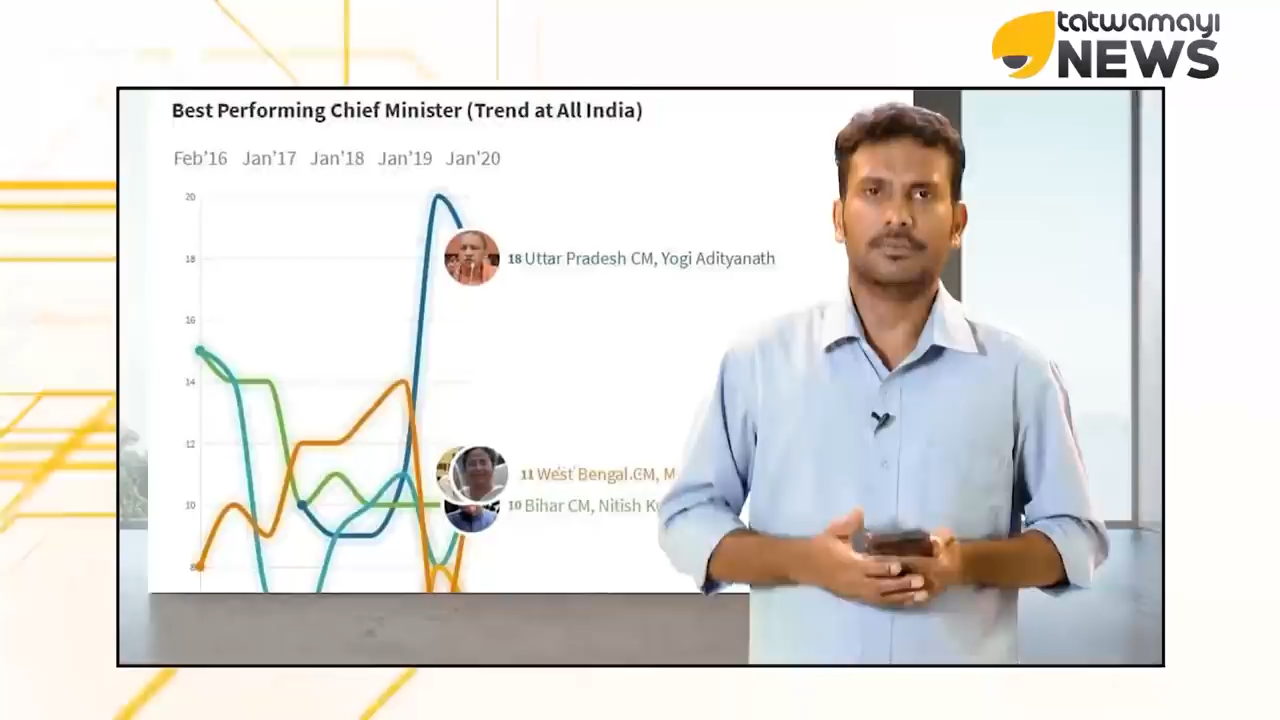 tatwamayi
NEWS
Best Performing Chief Minister (Trend at All India)
Feb'16 Jan'17 Jan'18 Jan'19 Jan'20
20
18
18 Uttar Pradesh CM, Yogi Adityanath
16
14
12
11 West Bengal CM, M
10
10 Bihar CM, Nitish
8